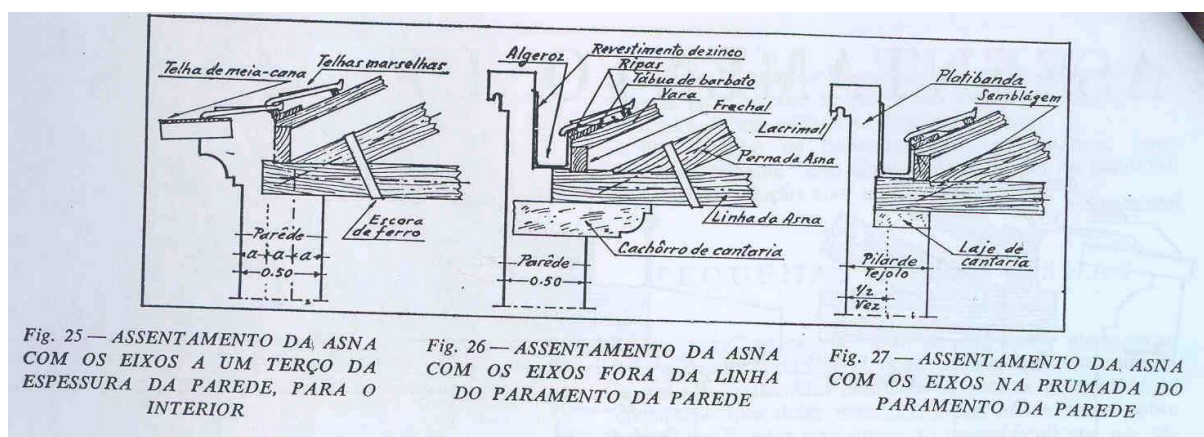 Telha de meia-cana
Telhas marselhas
Escora
de ferro
Parêde
a a a
0.50
Algeroz
Revestimento de zinco
Ripas
Tábua de barbato
Vara
Frechal
Perna da Asna
Linha da Asna
Cachôrro de cantaria
Parêde
0.50
Platibanda
Semblágem
Lacrimal
Laje de
cantaria
Pilar de
Tejolo
1/2
Vez
Fig. 25 — ASSENTAMENTO DA ASNA
COM OS EIXOS A UM TERÇO DA
ESPESSURA DA PAREDE, PARA O
INTERIOR
Fig. 26 — ASSENTAMENTO DA ASNA
COM OS EIXOS FORA DA LINHA
DO PARAMENTO DA PAREDE
Fig. 27 — ASSENTAMENTO DA ASNA
COM OS EIXOS NA PRUMADA DO
PARAMENTO DA PAREDE